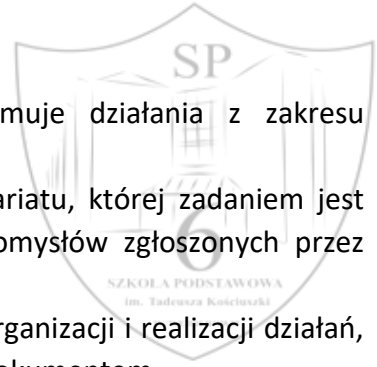 SP
muje działania z zakresu
ariatu, której zadaniem jest
omysłów zgłoszonych przez
6
SZKOŁA PODSTAWOWA
im. Tadeusza Kościuszki
rganizacji i realizacji działań,